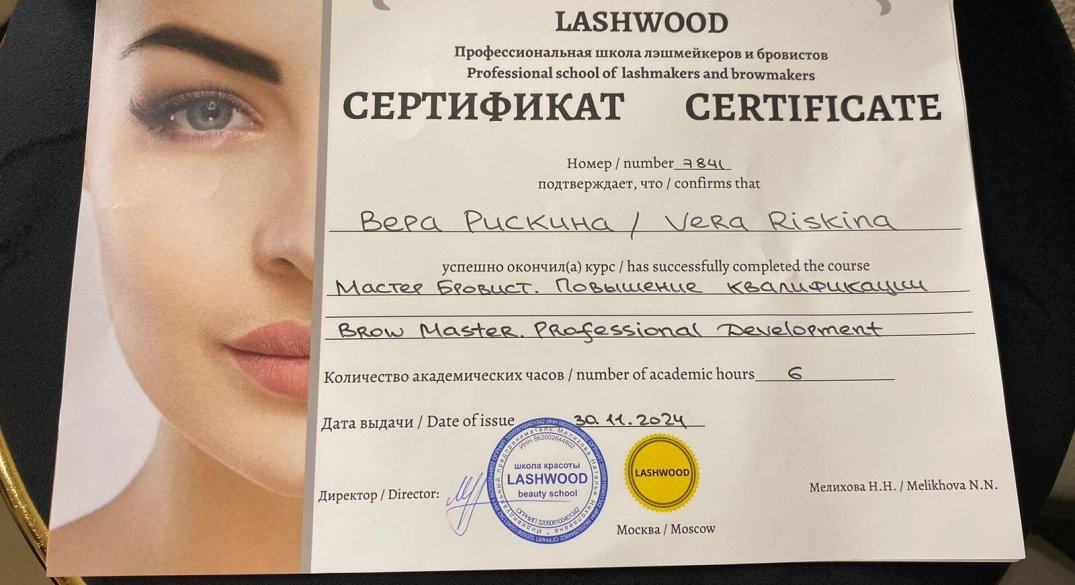 LASHWOOD
Профессиональная школа лэшмейкеров и бровистов
Professional school of lashmakers and browmakers
СЕРТИФИКАТ CERTIFICATE
Номер / number 7841
подтверждает, что / confirms that
Вера Рискина / Vera Riskina
успешно окончил(а) курс / has successfully completed the course
Мастер Бровист. Повышение квалификации
Brow Master. Professional Development
Количество академических часов / number of academic hours 6
Дата выдачи / Date of issue 30.11.2024
школа красоты
LASHWOOD
beauty school
LASHWOOD
Директор / Director:
Мелихова Н.Н. / Melikhova N.N.
Москва / Moscow